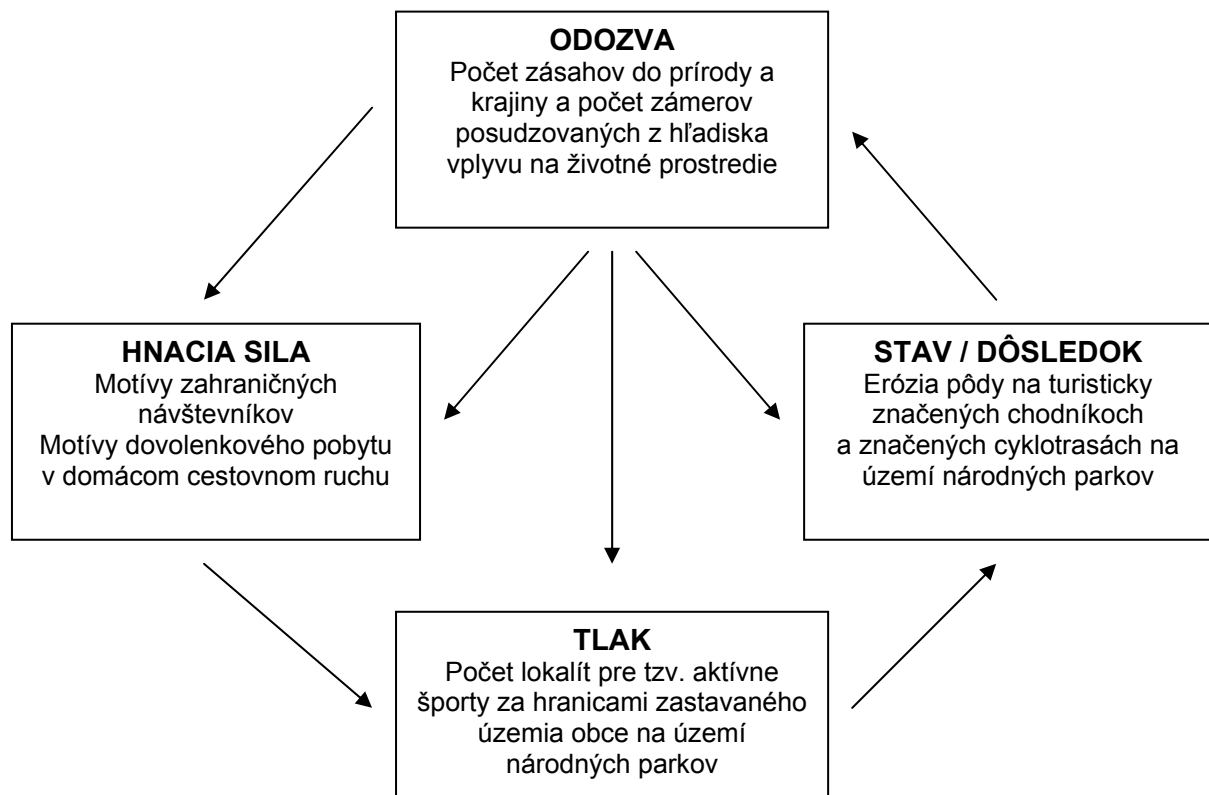 ODOZVA
Počet zásahov do prírody a
krajiny a počet zámerov
posudzovaných z hľadiska
vplyvu na životné prostredie
HNACIA SILA
Motívy zahraničných
návštevníkov
Motívy dovolenkového pobytu
v domácom cestovnom ruchu
STAV / DÔSLEDOK
Erózia pôdy na turisticky
značených chodníkoch
a značených cyklotrasách na
území národných parkov
TLAK
Počet lokalít pre tzv. aktívne
športy za hranicami zastavaného
územia obce na území
národných parkov